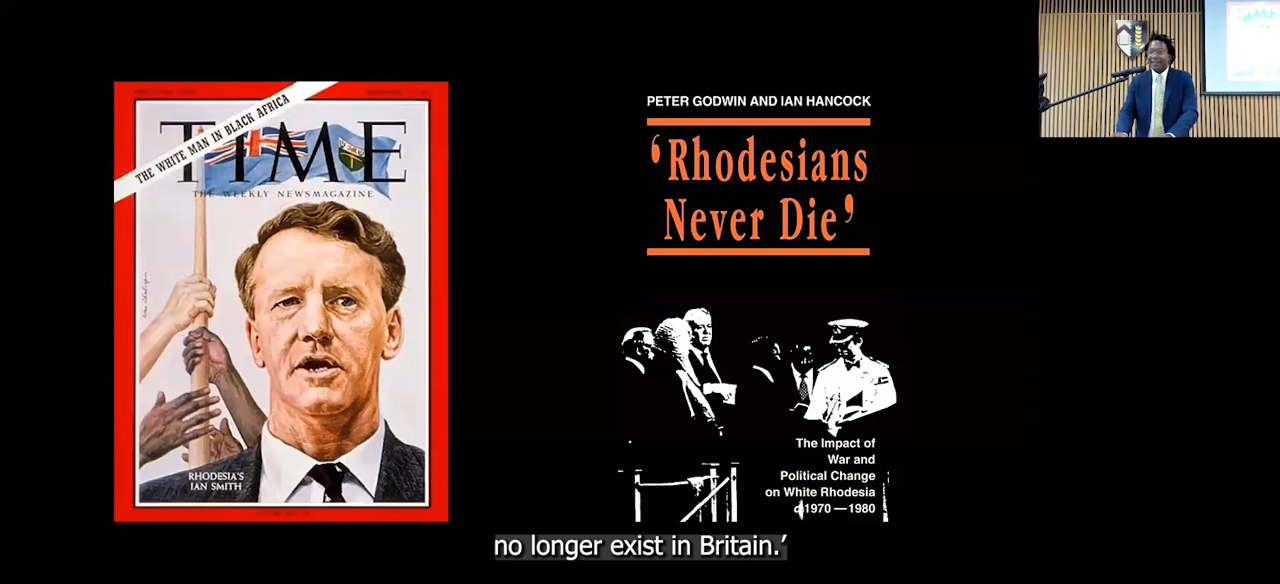 THE WHITE MAN IN BLACK AFRICA
TIME
THE WEEKLY NEWSMAGAZINE
RHODESIA'S
IAN SMITH
PETER GODWIN AND IAN HANCOCK
‘Rhodesians
Never Die’
The Impact of
War and
Political Change
on White Rhodesia
c1970—1980
no longer exist in Britain.’